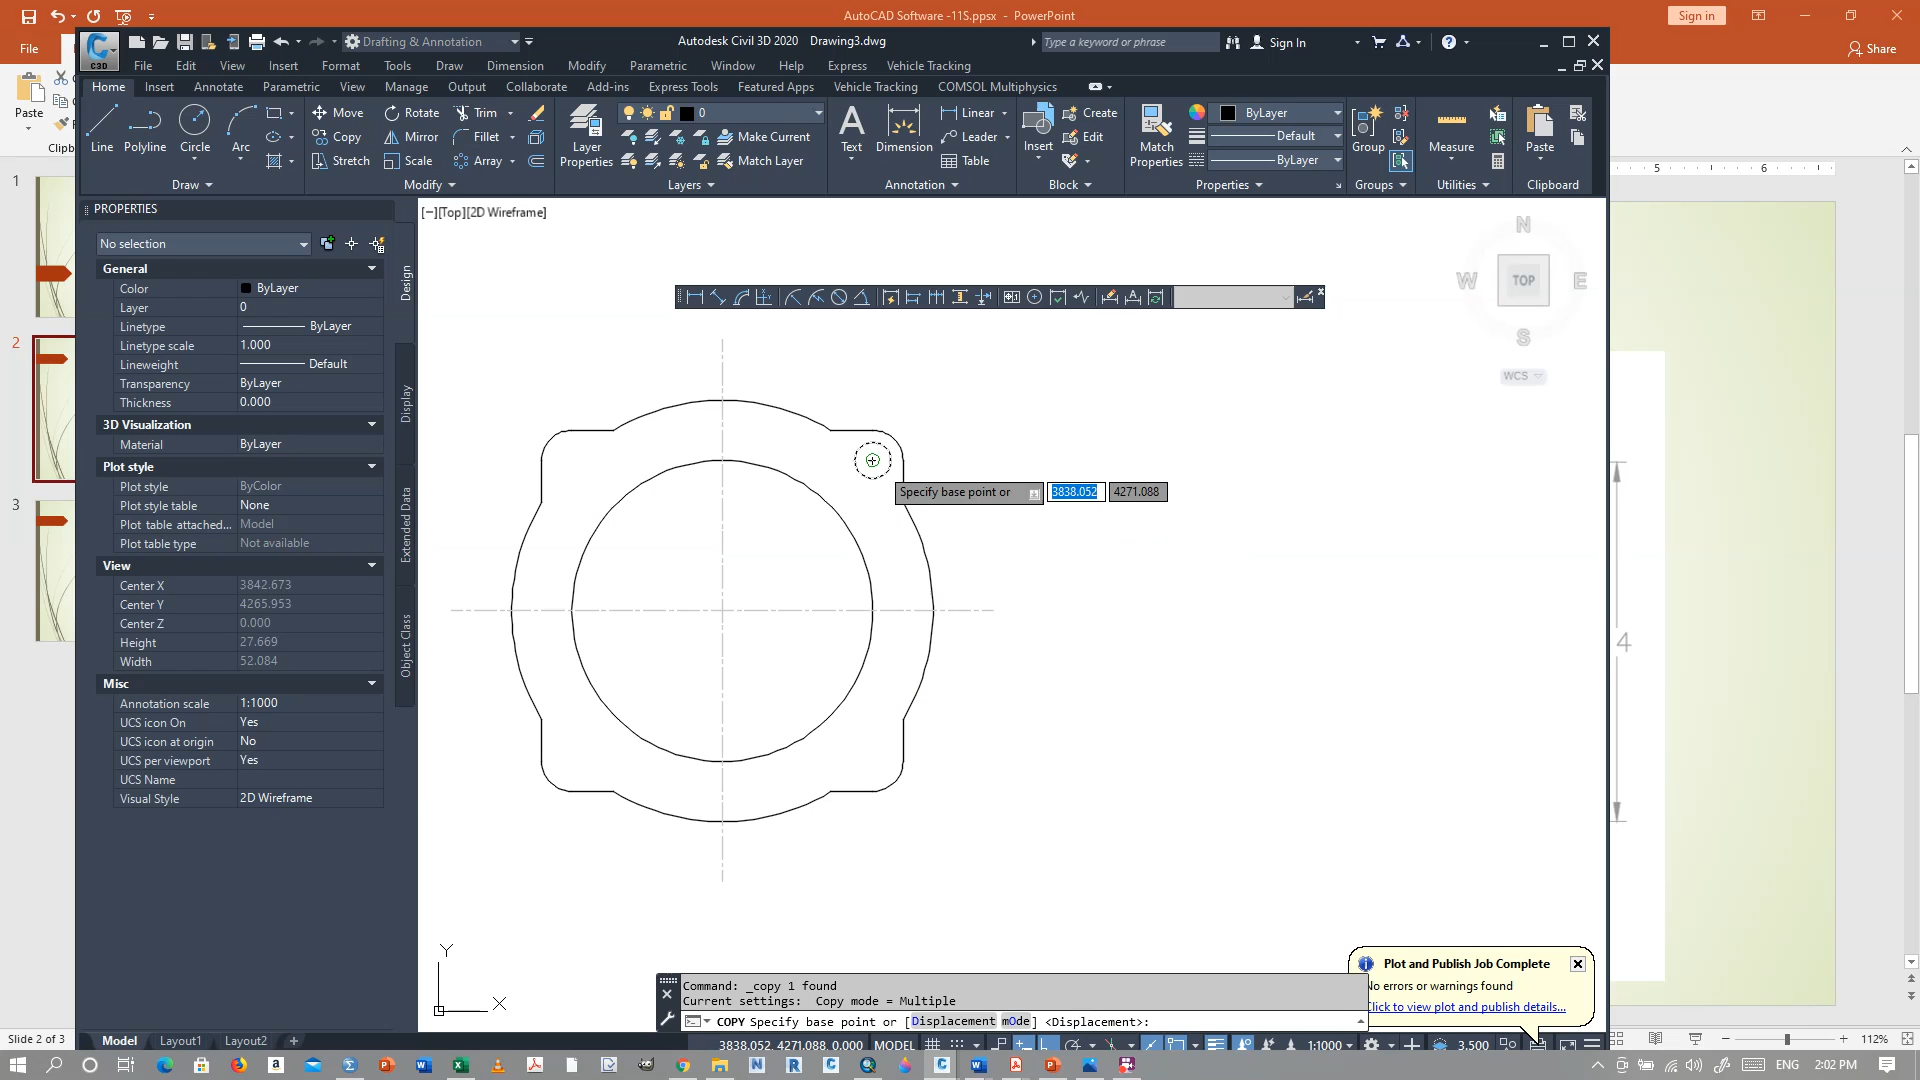 AutoCAD Software -11S.ppsx - PowerPoint
Sign in
File
Share
Paste
Clipb
C3D
Drafting & Annotation
Autodesk Civil 3D 2020 Drawing3.dwg
Type a keyword or phrase
Sign In
File Edit View Insert Format Tools Draw Dimension Modify Parametric Window Help Express Vehicle Tracking
Home Insert Annotate Parametric View Manage Output Collaborate Add-ins Express Tools Featured Apps Vehicle Tracking COMSOL Multiphysics
Line Polyline Circle Arc
Draw
Move Rotate Trim
Copy Mirror Fillet
Stretch Scale Array
Modify
Layer Properties
0
Make Current
Match Layer
Layers
Text Dimension
Linear
Leader
Table
Annotation
Insert
Create
Edit
Block
Match Properties
ByLayer
Default
ByLayer
Properties
Group
Groups
Measure
Utilities
Paste
Clipboard
PROPERTIES
No selection
General
Color ByLayer
Layer 0
Linetype ByLayer
Linetype scale 1.000
Lineweight Default
Transparency ByLayer
Thickness 0.000
3D Visualization
Material ByLayer
Plot style
Plot style ByColor
Plot style table None
Plot table attached... Model
Plot table type Not available
View
Center X 3842.673
Center Y 4265.953
Center Z 0.000
Height 27.669
Width 52.084
Misc
Annotation scale 1:1000
UCS icon On Yes
UCS icon at origin No
UCS per viewport Yes
UCS Name
Visual Style 2D Wireframe
Design
Display
Extended Data
Object Class
[−][Top][2D Wireframe]
N
W TOP E
S
WCS
Specify base point or 3838.052 4271.088
Y
X
Command: _copy 1 found
Current settings: Copy mode = Multiple
COPY Specify base point or [Displacement mOde] <Displacement>:
Plot and Publish Job Complete
No errors or warnings found
Click to view plot and publish details...
Model Layout1 Layout2 +
3838.052, 4271.088, 0.000 MODEL
1:1000
3.500
1
2
3
5 6
4
Slide 2 of 3
112%
ENG 2:02 PM